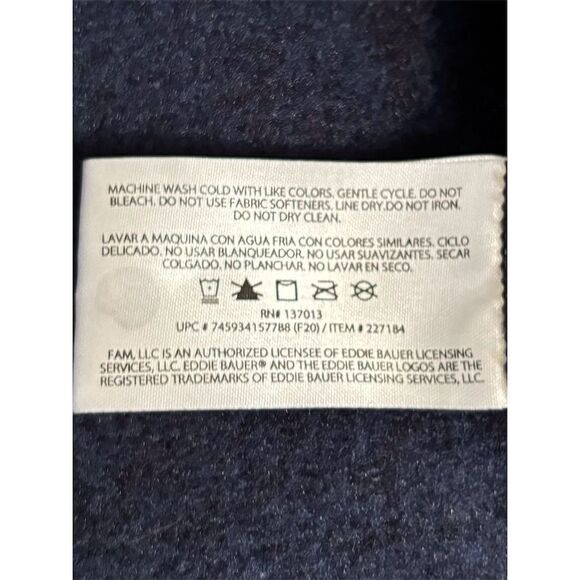 MACHINE WASH COLD WITH LIKE COLORS. GENTLE CYCLE. DO NOT
BLEACH. DO NOT USE FABRIC SOFTENERS. LINE DRY.DO NOT IRON.
DO NOT DRY CLEAN.
LAVAR A MAQUINA CON AGUA FRIA CON COLORES SIMILARES. CICLO
DELICADO. NO USAR BLANQUEADOR. NO USAR SUAVIZANTES. SECAR
COLGADO. NO PLANCHAR. NO LAVAR EN SECO.
RN# 137013
UPC # 745934157788 (F20) / ITEM # 227184
FAM, LLC IS AN AUTHORIZED LICENSEE OF EDDIE BAUER LICENSING
SERVICES, LLC. EDDIE BAUER® AND THE EDDIE BAUER LOGOS ARE THE
REGISTERED TRADEMARKS OF EDDIE BAUER LICENSING SERVICES, LLC.